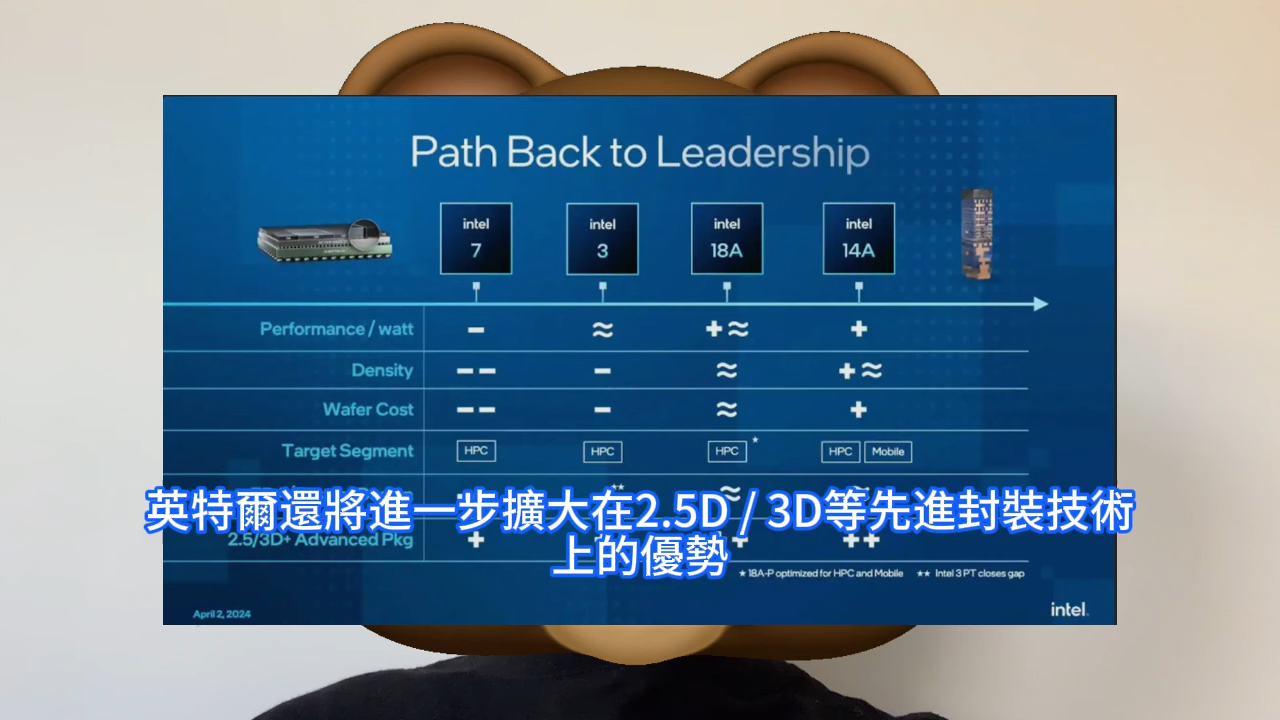 Path Back to Leadership
intel 7
intel 3
intel 18A
intel 14A
Performance / watt − ≈ +≈ +
Density −− − ≈ +≈
Wafer Cost −− − ≈ +
Target Segment HPC HPC HPC★ HPC Mobile
★★ ≈
英特爾還將進一步擴大在2.5D / 3D等先進封裝技術
2.5/3D+ Advanced Pkg + ++
上的優勢
★ 18A-P optimized for HPC and Mobile ★★ Intel 3 PT closes gap
April 2, 2024
intel